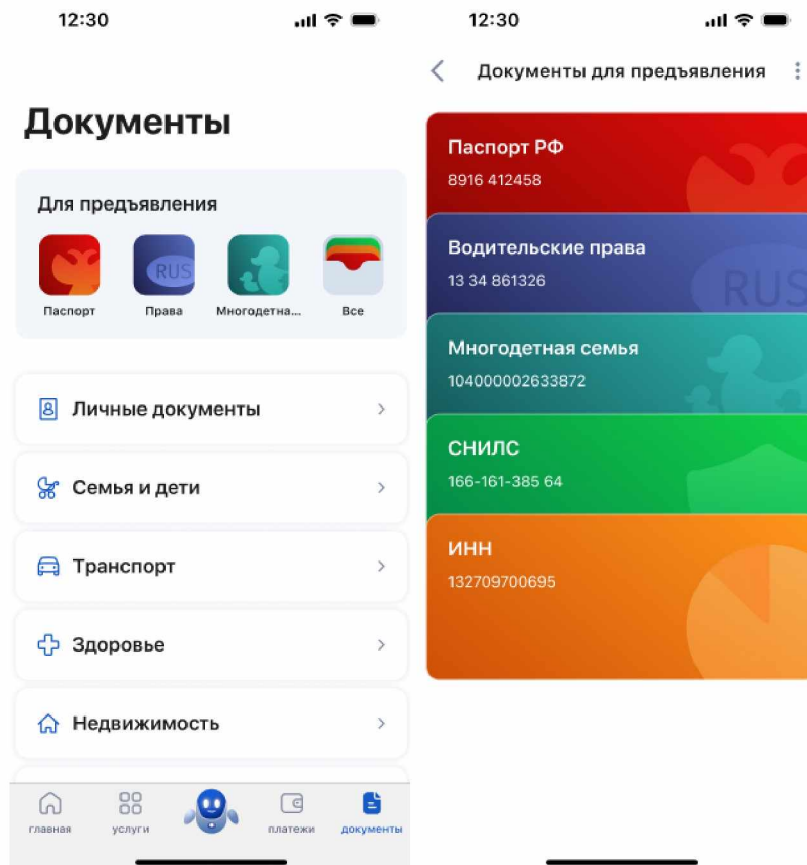 12:30
Документы
Для предъявления
RUS
Паспорт
Права
Многодетна...
Все
Личные документы
Семья и дети
Транспорт
Здоровье
Недвижимость
главная
услуги
платежи
документы
12:30
Документы для предъявления
Паспорт РФ
8916 412458
Водительские права
13 34 861326
RUS
Многодетная семья
104000002633872
СНИЛС
166-161-385 64
ИНН
132709700695